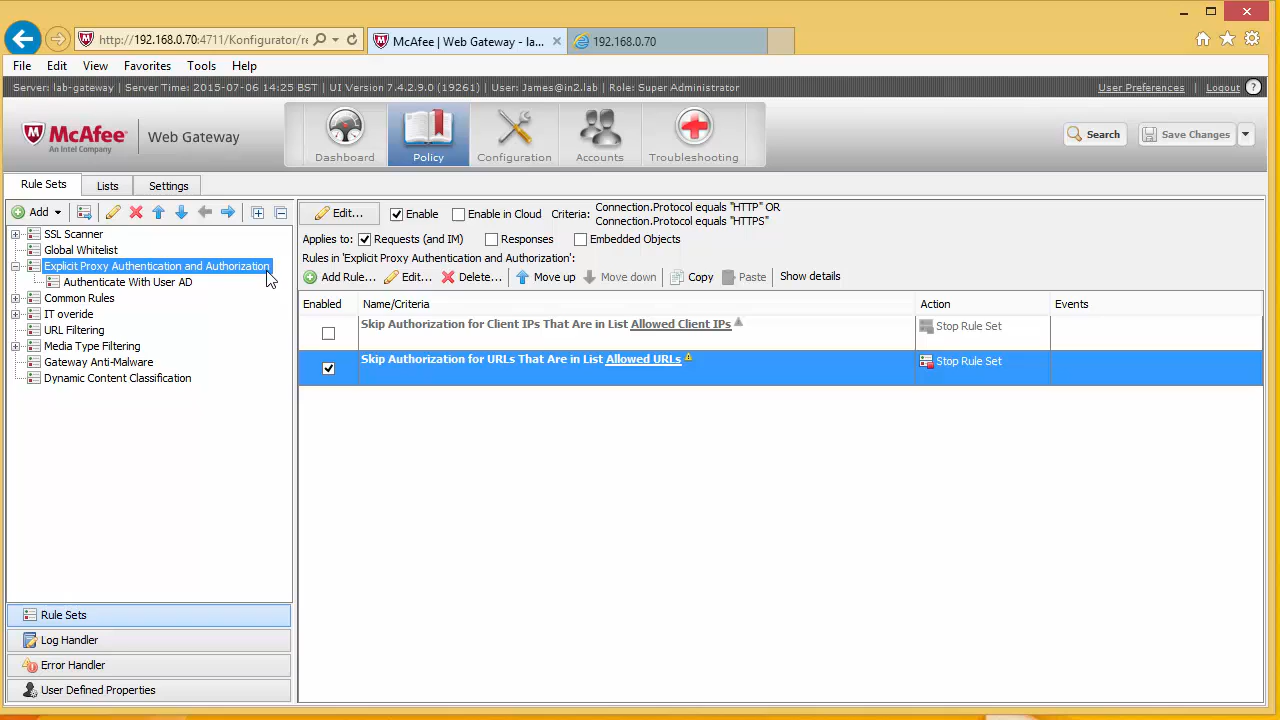 http://192.168.0.70:4711/Konfigurator/re
McAfee | Web Gateway - la...
192.168.0.70
File Edit View Favorites Tools Help
Server: lab-gateway | Server Time: 2015-07-06 14:25 BST | UI Version 7.4.2.9.0 (19261) | User: James@in2.lab | Role: Super Administrator
User Preferences | Logout ?
McAfee
An Intel Company
Web Gateway
Dashboard
Policy
Configuration
Accounts
Troubleshooting
Search
Save Changes
Rule Sets Lists Settings
Add
SSL Scanner
Global Whitelist
Explicit Proxy Authentication and Authorization
Authenticate With User AD
Common Rules
IT overide
URL Filtering
Media Type Filtering
Gateway Anti-Malware
Dynamic Content Classification
Rule Sets
Log Handler
Error Handler
User Defined Properties
Edit... Enable Enable in Cloud Criteria: Connection.Protocol equals "HTTP" OR
Connection.Protocol equals "HTTPS"
Applies to: Requests (and IM) Responses Embedded Objects
Rules in 'Explicit Proxy Authentication and Authorization':
Add Rule... Edit... Delete... Move up Move down Copy Paste Show details
Enabled Name/Criteria Action Events
Skip Authorization for Client IPs That Are in List Allowed Client IPs Stop Rule Set
Skip Authorization for URLs That Are in List Allowed URLs Stop Rule Set